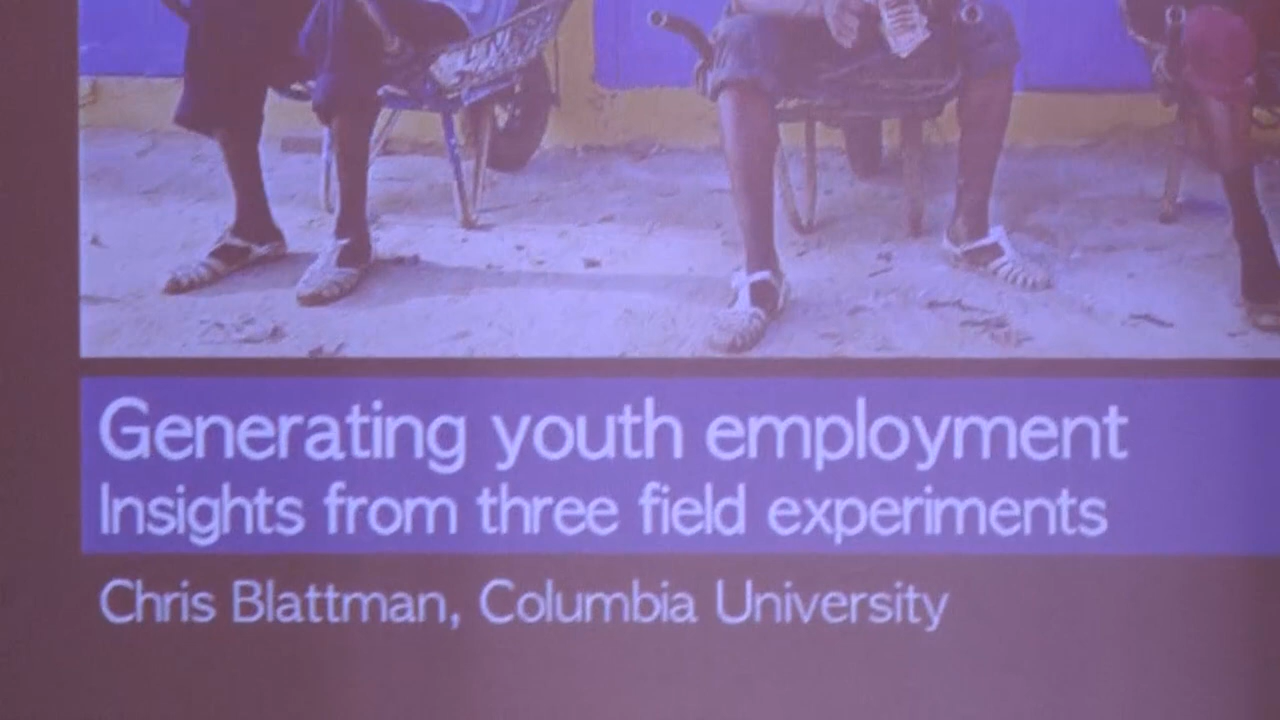 Generating youth employment
Insights from three field experiments
Chris Blattman, Columbia University